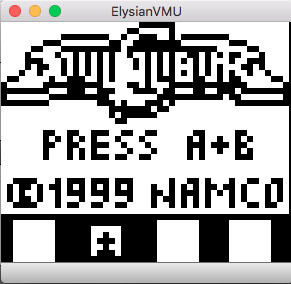 ElysianVMU
PRESS A+B
©1999 NAMCO
±